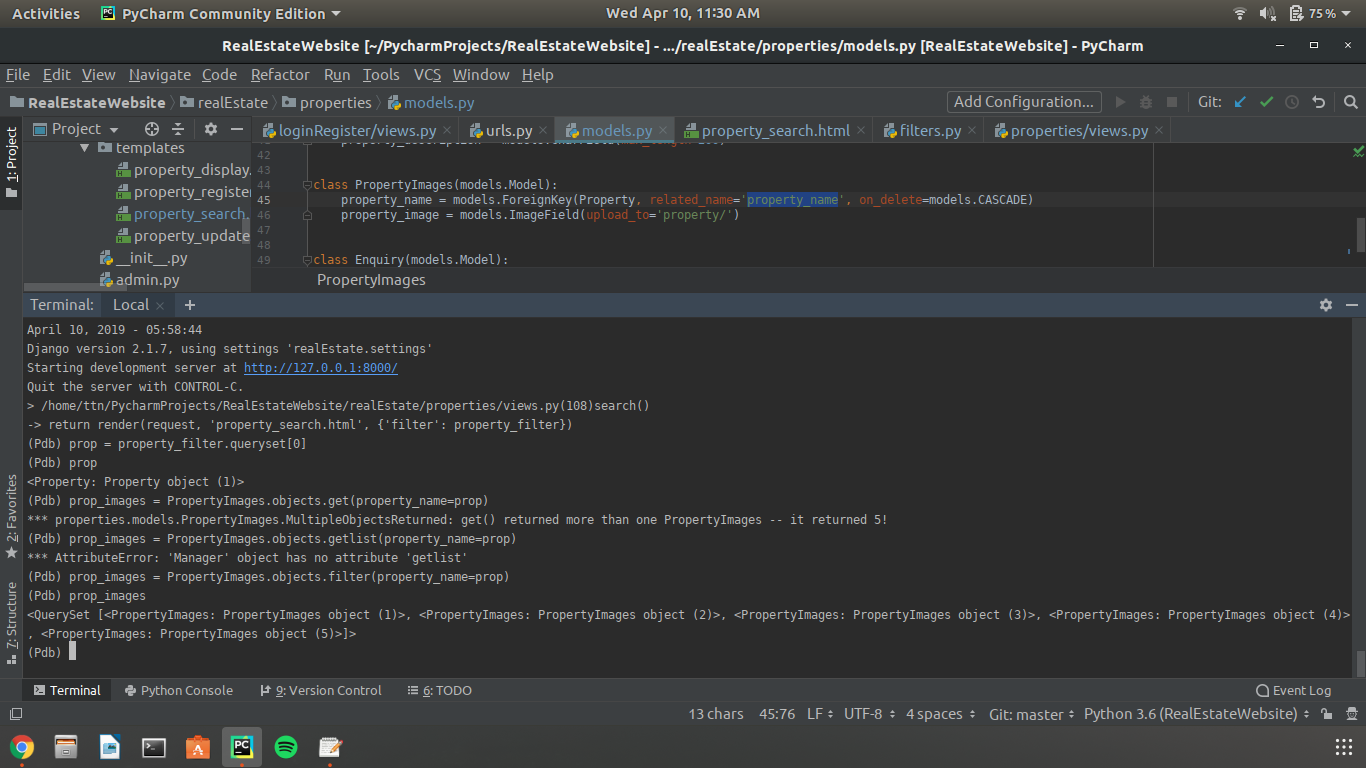 Activities PyCharm Community Edition Wed Apr 10, 11:30 AM 75%
RealEstateWebsite [~/PycharmProjects/RealEstateWebsite] - .../realEstate/properties/models.py [RealEstateWebsite] - PyCharm
File Edit View Navigate Code Refactor Run Tools VCS Window Help
RealEstateWebsite realEstate properties models.py Add Configuration... Git:
Project loginRegister/views.py urls.py models.py property_search.html filters.py properties/views.py
1: Project
templates
property_display.
property_register
property_search.
property_update
__init__.py
admin.py
42
43
44 class PropertyImages(models.Model):
45 property_name = models.ForeignKey(Property, related_name='property_name', on_delete=models.CASCADE)
46 property_image = models.ImageField(upload_to='property/')
47
48
49 class Enquiry(models.Model):
PropertyImages
Terminal: Local +
April 10, 2019 - 05:58:44
Django version 2.1.7, using settings 'realEstate.settings'
Starting development server at http://127.0.0.1:8000/
Quit the server with CONTROL-C.
> /home/ttn/PycharmProjects/RealEstateWebsite/realEstate/properties/views.py(108)search()
-> return render(request, 'property_search.html', {'filter': property_filter})
(Pdb) prop = property_filter.queryset[0]
(Pdb) prop
<Property: Property object (1)>
(Pdb) prop_images = PropertyImages.objects.get(property_name=prop)
*** properties.models.PropertyImages.MultipleObjectsReturned: get() returned more than one PropertyImages -- it returned 5!
(Pdb) prop_images = PropertyImages.objects.getlist(property_name=prop)
*** AttributeError: 'Manager' object has no attribute 'getlist'
(Pdb) prop_images = PropertyImages.objects.filter(property_name=prop)
(Pdb) prop_images
<QuerySet [<PropertyImages: PropertyImages object (1)>, <PropertyImages: PropertyImages object (2)>, <PropertyImages: PropertyImages object (3)>, <PropertyImages: PropertyImages object (4)>
, <PropertyImages: PropertyImages object (5)>]>
(Pdb)
2: Favorites
7: Structure
Terminal Python Console 9: Version Control 6: TODO Event Log
13 chars 45:76 LF UTF-8 4 spaces Git: master Python 3.6 (RealEstateWebsite)
PC